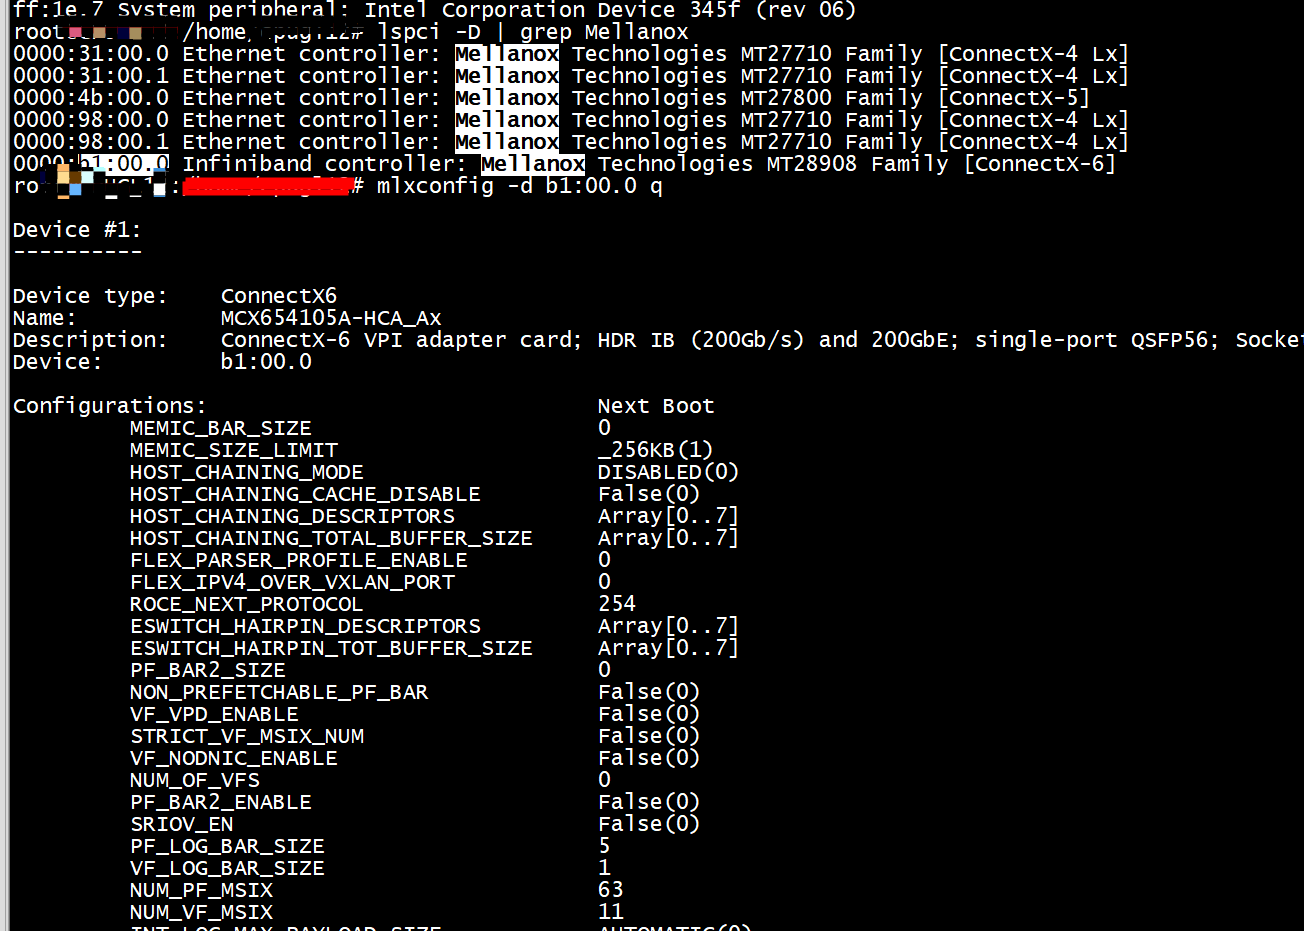 ff:1e.7 System peripheral: Intel Corporation Device 345f (rev 06)
/home/ # lspci -D | grep Mellanox
0000:31:00.0 Ethernet controller: Mellanox Technologies MT27710 Family [ConnectX-4 Lx]
0000:31:00.1 Ethernet controller: Mellanox Technologies MT27710 Family [ConnectX-4 Lx]
0000:4b:00.0 Ethernet controller: Mellanox Technologies MT27800 Family [ConnectX-5]
0000:98:00.0 Ethernet controller: Mellanox Technologies MT27710 Family [ConnectX-4 Lx]
0000:98:00.1 Ethernet controller: Mellanox Technologies MT27710 Family [ConnectX-4 Lx]
0000:b1:00.0 Infiniband controller: Mellanox Technologies MT28908 Family [ConnectX-6]
# mlxconfig -d b1:00.0 q
Device #1:
----------
Device type: ConnectX6
Name: MCX654105A-HCA_Ax
Description: ConnectX-6 VPI adapter card; HDR IB (200Gb/s) and 200GbE; single-port QSFP56; Socke
Device: b1:00.0
Configurations: Next Boot
MEMIC_BAR_SIZE 0
MEMIC_SIZE_LIMIT _256KB(1)
HOST_CHAINING_MODE DISABLED(0)
HOST_CHAINING_CACHE_DISABLE False(0)
HOST_CHAINING_DESCRIPTORS Array[0..7]
HOST_CHAINING_TOTAL_BUFFER_SIZE Array[0..7]
FLEX_PARSER_PROFILE_ENABLE 0
FLEX_IPV4_OVER_VXLAN_PORT 0
ROCE_NEXT_PROTOCOL 254
ESWITCH_HAIRPIN_DESCRIPTORS Array[0..7]
ESWITCH_HAIRPIN_TOT_BUFFER_SIZE Array[0..7]
PF_BAR2_SIZE 0
NON_PREFETCHABLE_PF_BAR False(0)
VF_VPD_ENABLE False(0)
STRICT_VF_MSIX_NUM False(0)
VF_NODNIC_ENABLE False(0)
NUM_OF_VFS 0
PF_BAR2_ENABLE False(0)
SRIOV_EN False(0)
PF_LOG_BAR_SIZE 5
VF_LOG_BAR_SIZE 1
NUM_PF_MSIX 63
NUM_VF_MSIX 11
INT_LOG_MAX_PAYLOAD_SIZE AUTOMATIC(0)